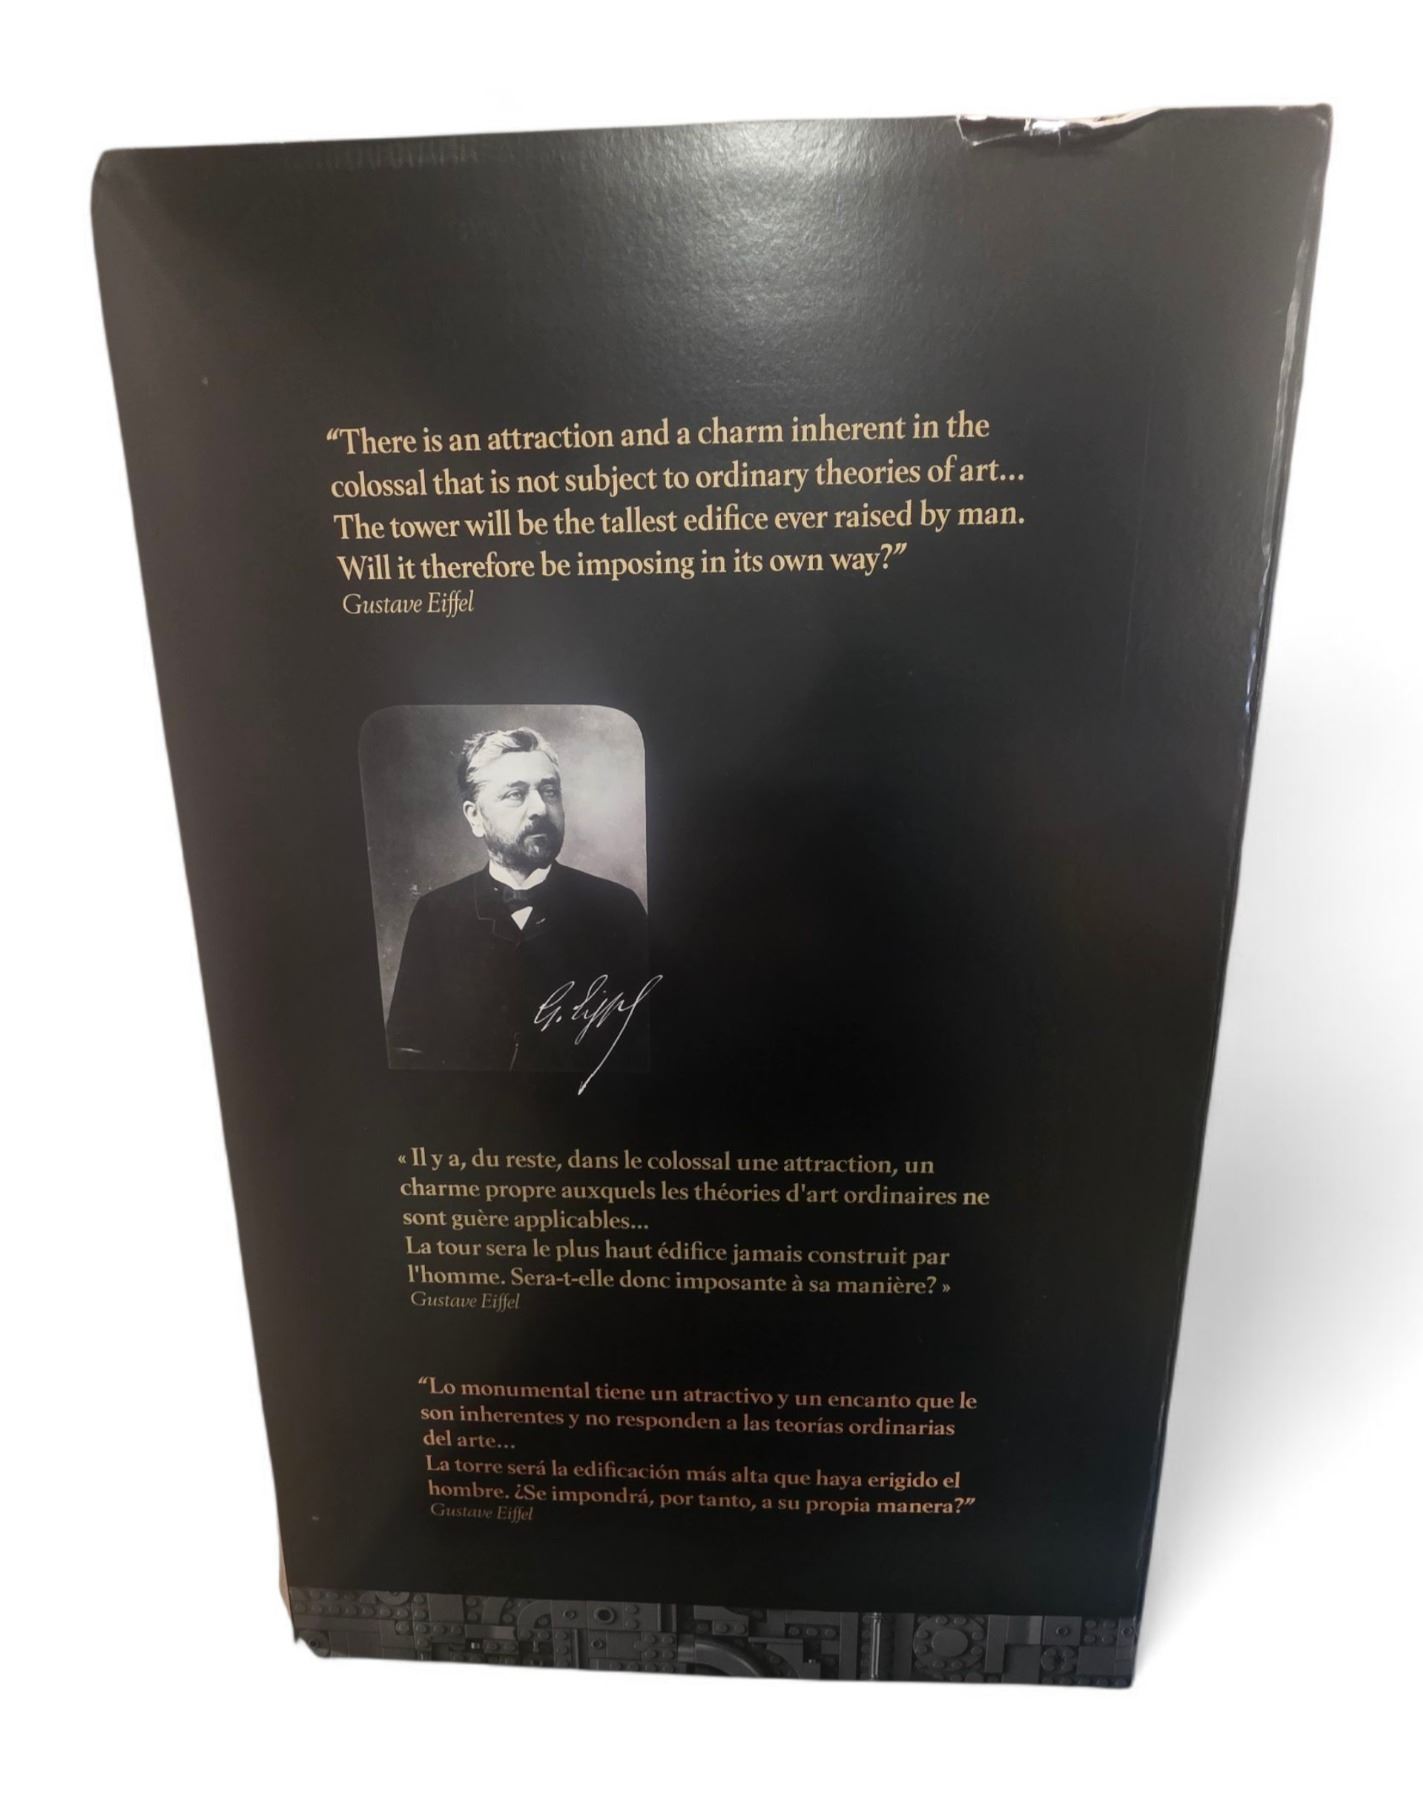 “There is an attraction and a charm inherent in the
colossal that is not subject to ordinary theories of art...
The tower will be the tallest edifice ever raised by man.
Will it therefore be imposing in its own way?”
Gustave Eiffel
G. Eiffel
« Il y a, du reste, dans le colossal une attraction, un
charme propre auxquels les théories d'art ordinaires ne
sont guère applicables...
La tour sera le plus haut édifice jamais construit par
l'homme. Sera-t-elle donc imposante à sa manière? »
Gustave Eiffel
“Lo monumental tiene un atractivo y un encanto que le
son inherentes y no responden a las teorías ordinarias
del arte...
La torre será la edificación más alta que haya erigido el
hombre. ¿Se impondrá, por tanto, a su propia manera?”
Gustave Eiffel